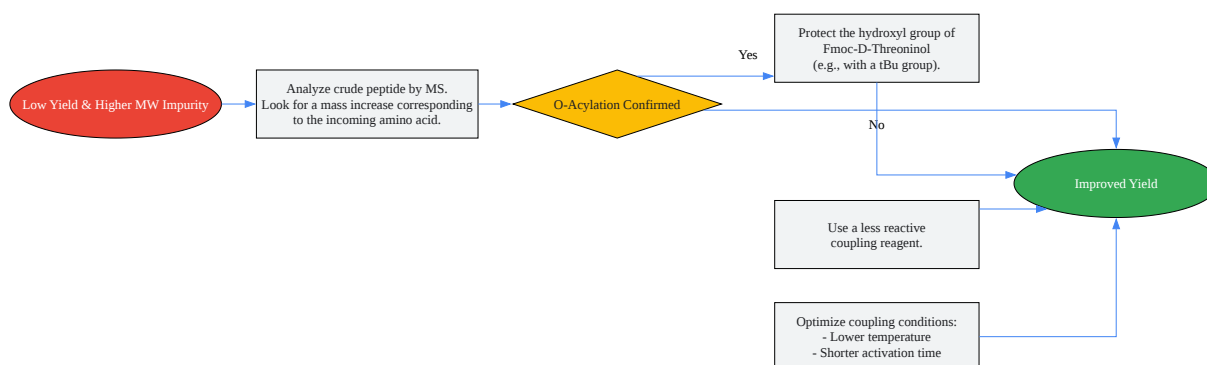 Low Yield & Higher MW Impurity
Analyze crude peptide by MS.
Look for a mass increase corresponding
to the incoming amino acid.
O-Acylation Confirmed
Yes
Protect the hydroxyl group of
Fmoc-D-Threoninol
(e.g., with a tBu group).
No
Improved Yield
Use a less reactive
coupling reagent.
Optimize coupling conditions:
- Lower temperature
- Shorter activation time